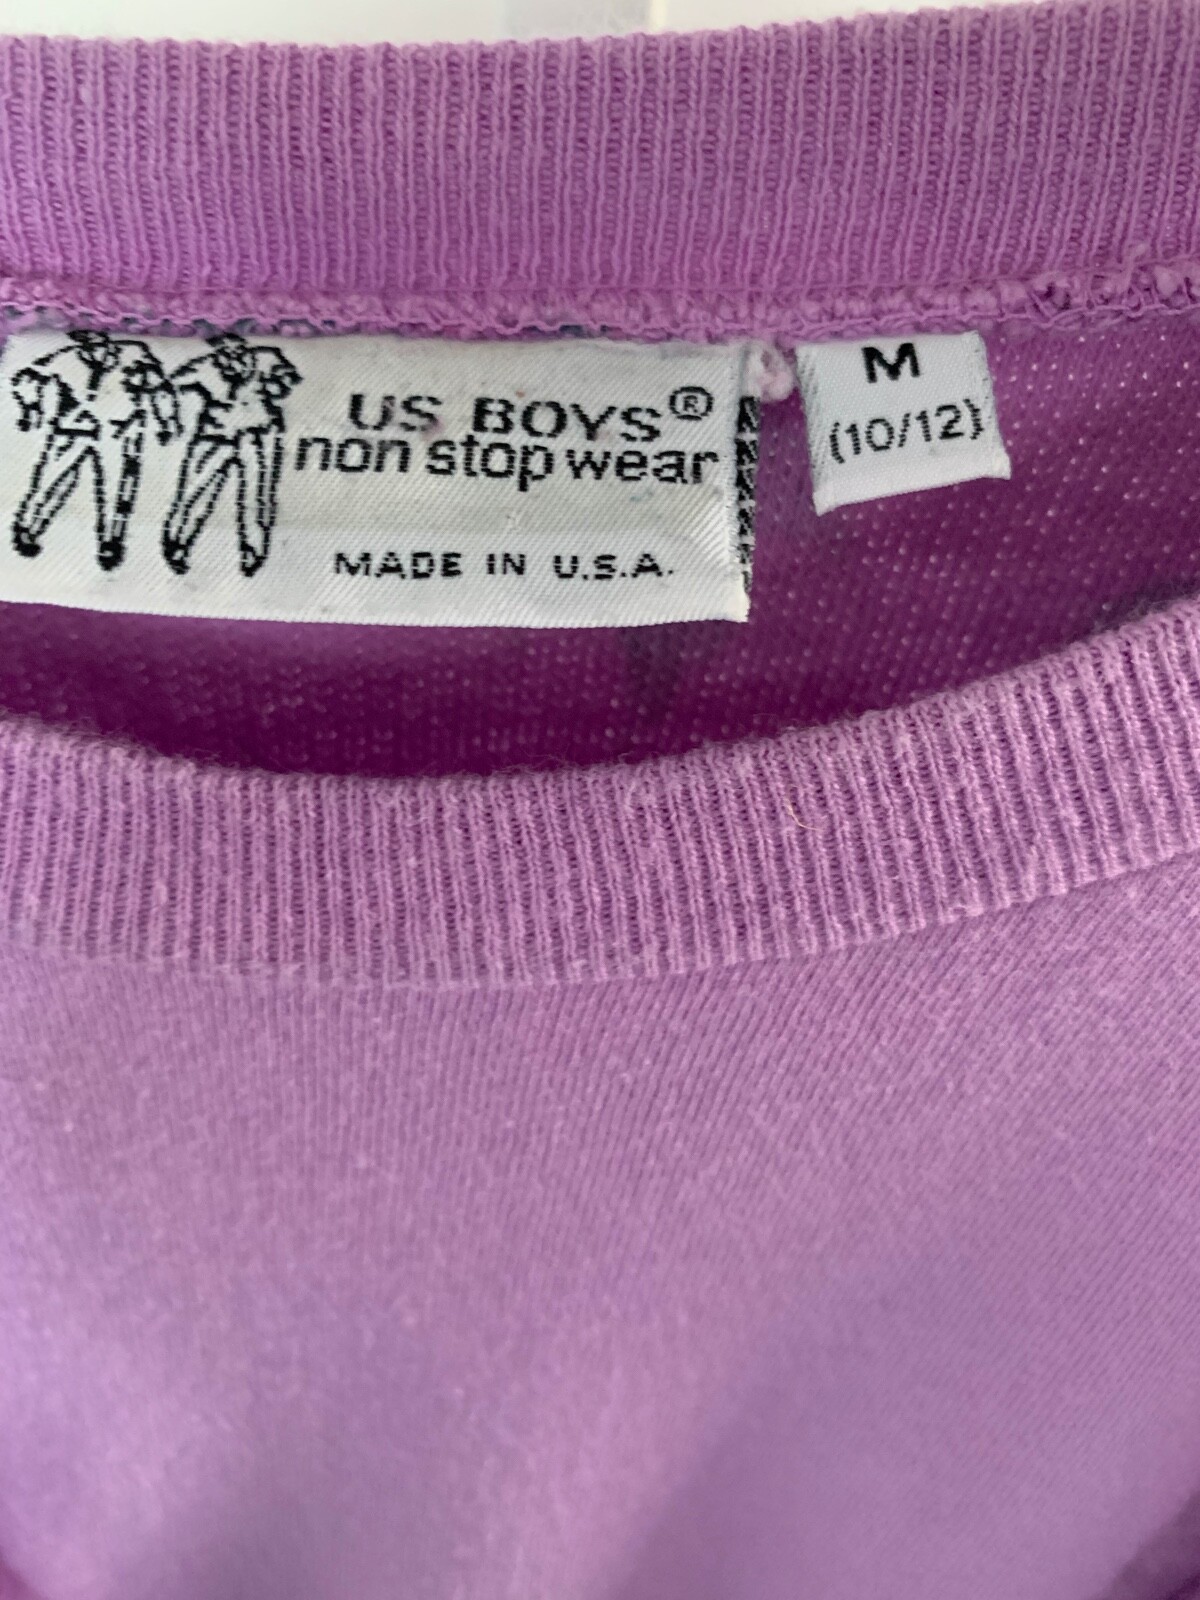 US BOYS®
non stop wear
MADE IN U.S.A.
M
(10/12)